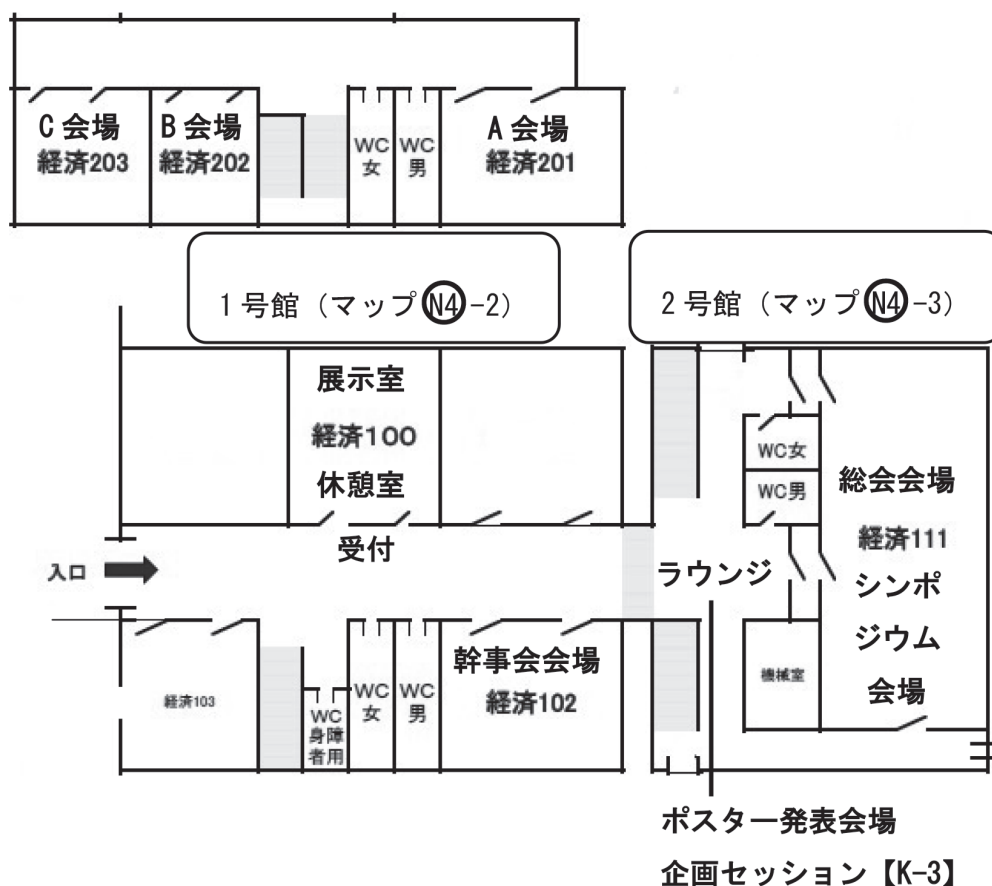 C 会場
経済203
B 会場
経済202
WC
女
WC
男
A 会場
経済201
1 号館（マップN4-2）
2 号館（マップN4-3）
展示室
経済100
休憩室
受付
入口
WC女
WC男
総会会場
経済111
シンポ
ジウム
会場
ラウンジ
機械室
経済103
WC
身障
者用
WC
女
WC
男
幹事会会場
経済102
ポスター発表会場
企画セッション【K-3】